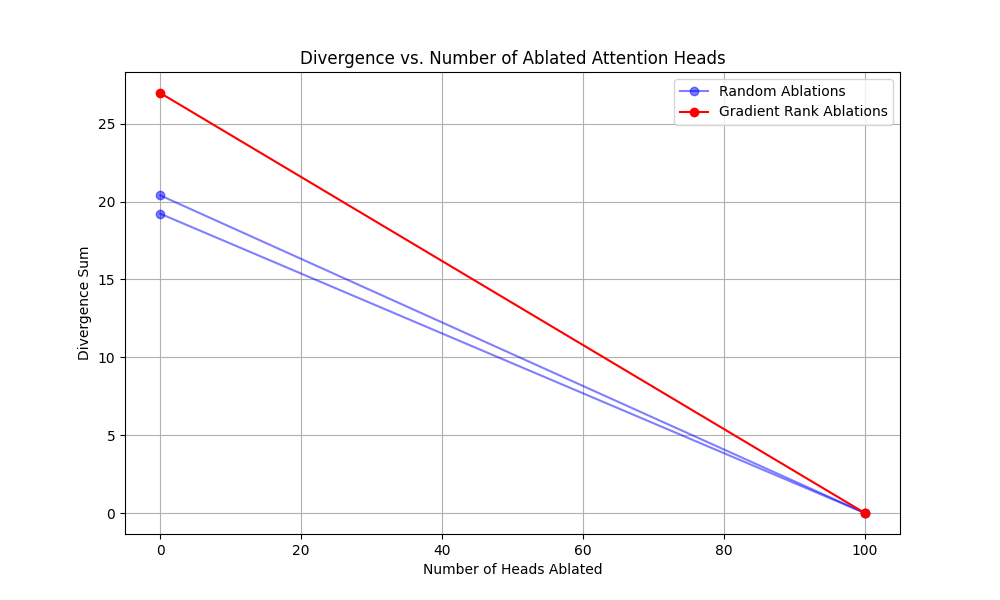 Divergence vs. Number of Ablated Attention Heads
Random Ablations
Gradient Rank Ablations
Divergence Sum
25
20
15
10
5
0
0 20 40 60 80 100
Number of Heads Ablated